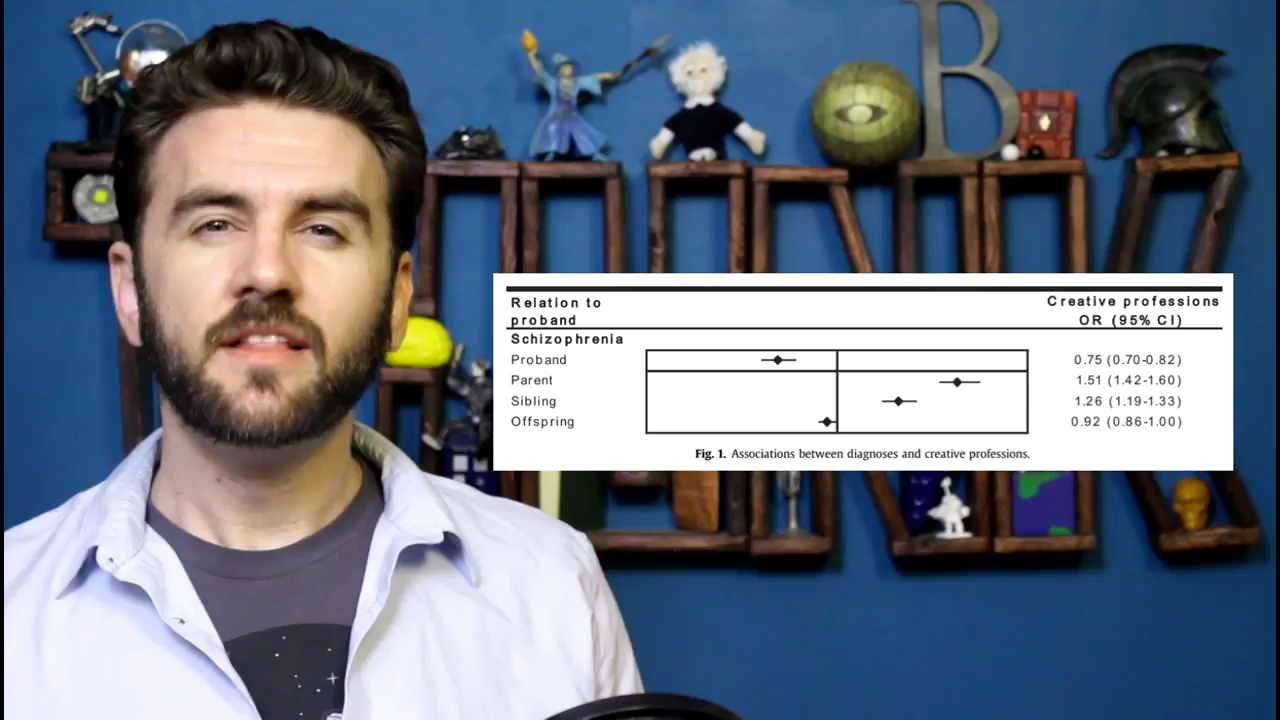 B
Relation to proband
Creative professions OR (95% CI)
Schizophrenia
Proband 0.75 (0.70-0.82)
Parent 1.51 (1.42-1.60)
Sibling 1.26 (1.19-1.33)
Offspring 0.92 (0.86-1.00)
Fig. 1. Associations between diagnoses and creative professions.